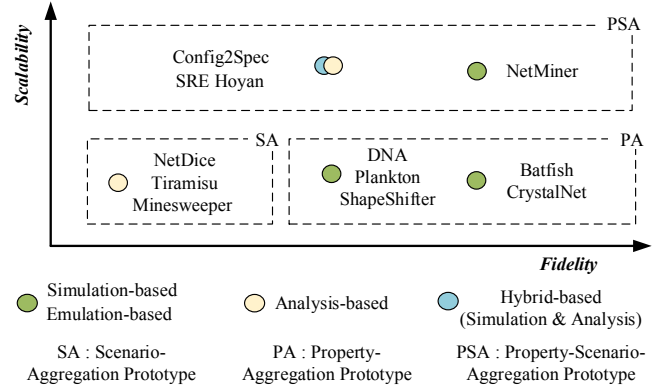 PSA
Config2Spec
SRE Hoyan
NetMiner
Scalability
SA
PA
NetDice
Tiramisu
Minesweeper
DNA
Plankton
ShapeShifter
Batfish
CrystalNet
Fidelity
Simulation-based
Emulation-based
Analysis-based
Hybrid-based
(Simulation & Analysis)
SA : Scenario-
Aggregation Prototype
PA : Property-
Aggregation Prototype
PSA : Property-Scenario-
Aggregation Prototype